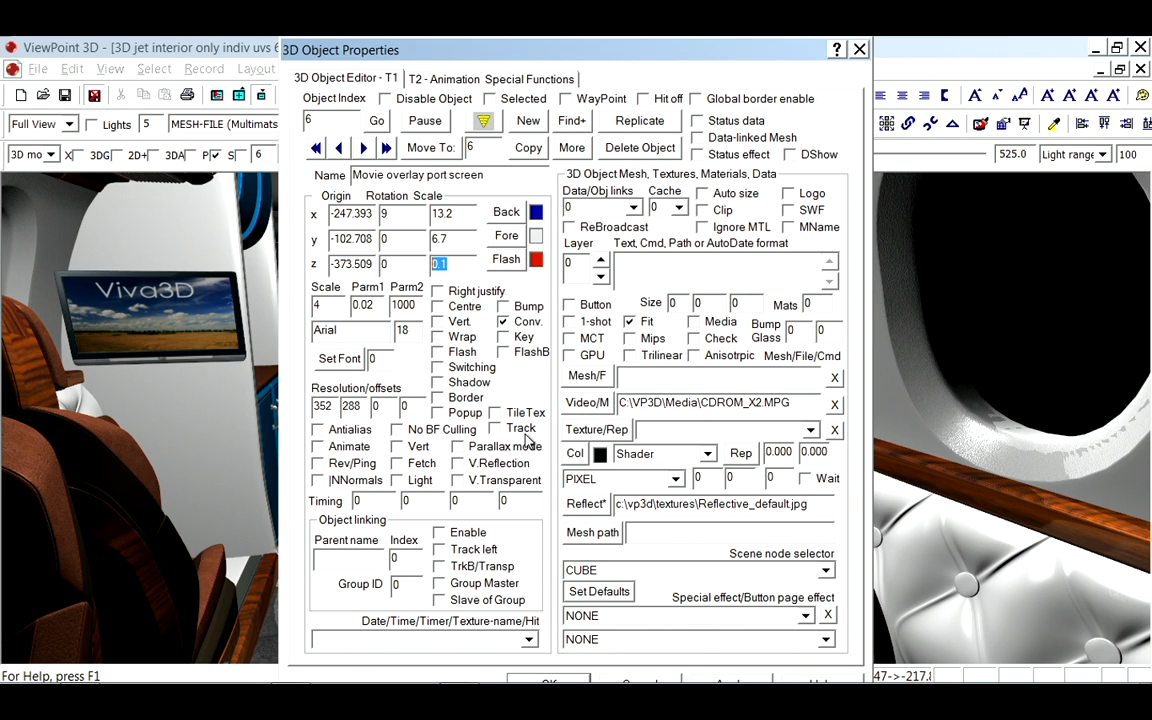 ViewPoint 3D - [3D jet interior only indiv uvs 6
File Edit View Select Record Layout
Full View Lights 5 MESH-FILE (Multimats
3D mo X 3DG 2D+ 3DA P S 6
525.0 Light range 100
Viva3D
3D Object Properties
3D Object Editor - T1 T2 - Animation Special Functions
Object Index Disable Object Selected WayPoint Hit off Global border enable
6 Go Pause New Find+ Replicate Status data
Data-linked Mesh
Move To: 6 Copy More Delete Object Status effect DShow
Name Movie overlay port screen
Origin Rotation Scale
x -247.393 9 13.2 Back
y -102.708 0 6.7 Fore
z -373.509 0 0.1 Flash
Scale Parm1 Parm2 Right justify
4 0.02 1000 Centre Bump
Arial 18 Vert. Conv.
Wrap Key
Set Font 0 Flash FlashB
Switching
Resolution/offsets Shadow
352 288 0 0 Border
Popup TileTex
Antialias No BF Culling Track
Animate Vert Parallax mode
Rev/Ping Fetch V.Reflection
|NNormals Light V.Transparent
Timing 0 0 0 0
Object linking
Parent name Index Enable
0 Track left
TrkB/Transp
Group ID 0 Group Master
Slave of Group
Date/Time/Timer/Texture-name/Hit
3D Object Mesh, Textures, Materials, Data
Data/Obj links Cache Auto size Logo
0 0 Clip SWF
ReBroadcast Ignore MTL MName
Layer Text, Cmd, Path or AutoDate format
0
Button Size 0 0 0 Mats 0
1-shot Fit Media Bump
MCT Mips Check Glass 0 0
GPU Trilinear Anisotrpic Mesh/File/Cmd
Mesh/F X
Video/M C:\VP3D\Media\CDROM_X2.MPG X
Texture/Rep X
Col Shader Rep 0.000 0.000
PIXEL 0 0 0 Wait
Reflect* c:\vp3d\textures\Reflective_default.jpg
Mesh path
Scene node selector
CUBE
Set Defaults Special effect/Button page effect
NONE X
NONE
For Help, press F1
47->-217.8